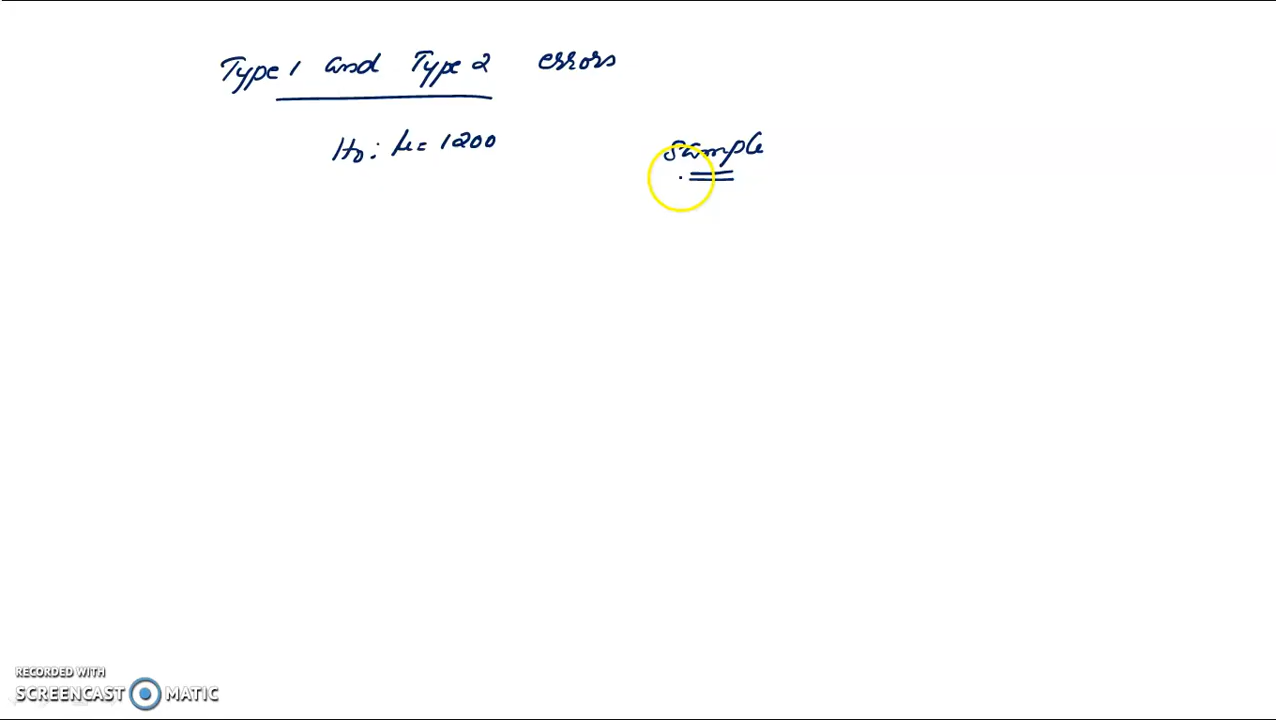 Type 1 and Type 2 errors
H0: μ= 1200
sample
RECORDED WITH
SCREENCAST MATIC